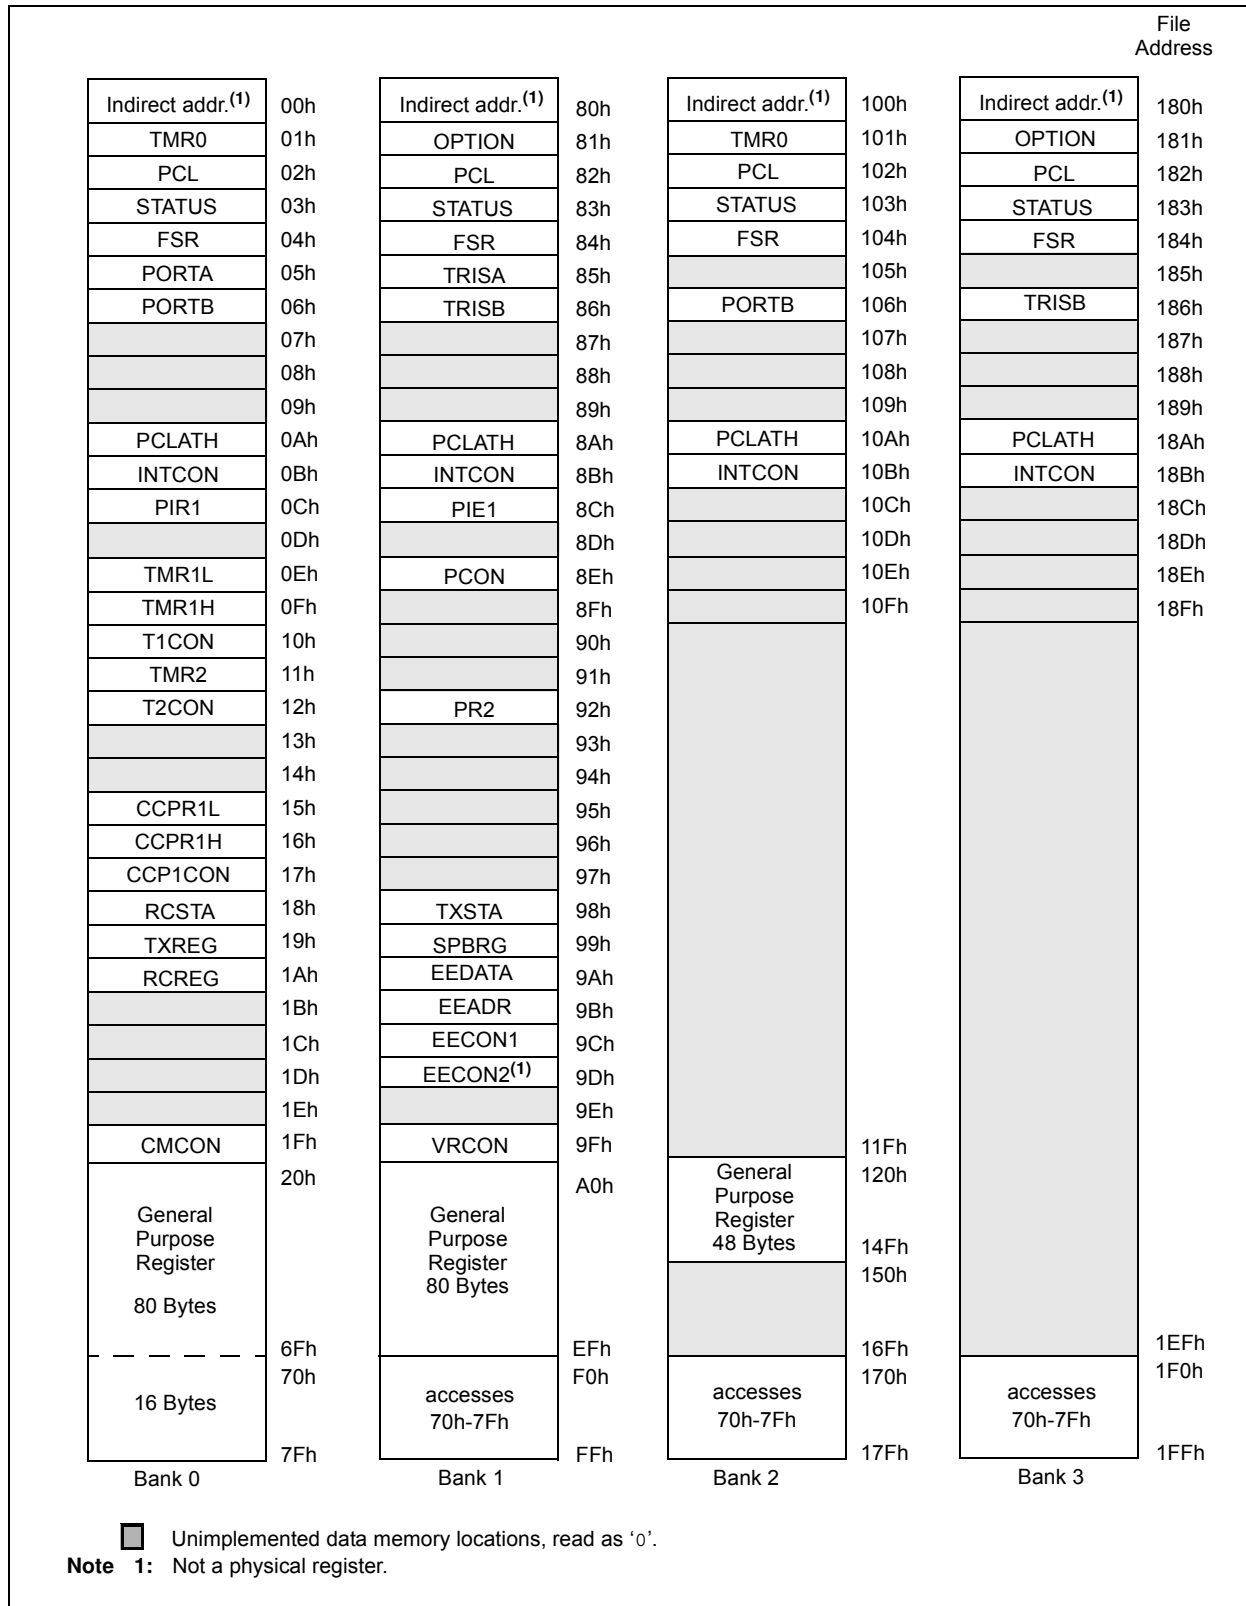 File
Address
Indirect addr.(1) 00h Indirect addr.(1) 80h Indirect addr.(1) 100h Indirect addr.(1) 180h
TMR0 01h OPTION 81h TMR0 101h OPTION 181h
PCL 02h PCL 82h PCL 102h PCL 182h
STATUS 03h STATUS 83h STATUS 103h STATUS 183h
FSR 04h FSR 84h FSR 104h FSR 184h
PORTA 05h TRISA 85h 105h 185h
PORTB 06h TRISB 86h PORTB 106h TRISB 186h
07h 87h 107h 187h
08h 88h 108h 188h
09h 89h 109h 189h
PCLATH 0Ah PCLATH 8Ah PCLATH 10Ah PCLATH 18Ah
INTCON 0Bh INTCON 8Bh INTCON 10Bh INTCON 18Bh
PIR1 0Ch PIE1 8Ch 10Ch 18Ch
0Dh 8Dh 10Dh 18Dh
TMR1L 0Eh PCON 8Eh 10Eh 18Eh
TMR1H 0Fh 8Fh 10Fh 18Fh
T1CON 10h 90h
TMR2 11h 91h
T2CON 12h PR2 92h
13h 93h
14h 94h
CCPR1L 15h 95h
CCPR1H 16h 96h
CCP1CON 17h 97h
RCSTA 18h TXSTA 98h
TXREG 19h SPBRG 99h
RCREG 1Ah EEDATA 9Ah
1Bh EEADR 9Bh
1Ch EECON1 9Ch
1Dh EECON2(1) 9Dh
1Eh 9Eh
CMCON 1Fh VRCON 9Fh 11Fh
20h A0h General 120h
General General Purpose
Purpose Purpose Register
Register Register 48 Bytes 14Fh
80 Bytes 150h
80 Bytes
6Fh EFh 16Fh 1EFh
70h F0h 170h 1F0h
16 Bytes accesses accesses accesses
70h-7Fh 70h-7Fh 70h-7Fh
7Fh FFh 17Fh 1FFh
Bank 0 Bank 1 Bank 2 Bank 3
Unimplemented data memory locations, read as ‘0’.
Note 1: Not a physical register.